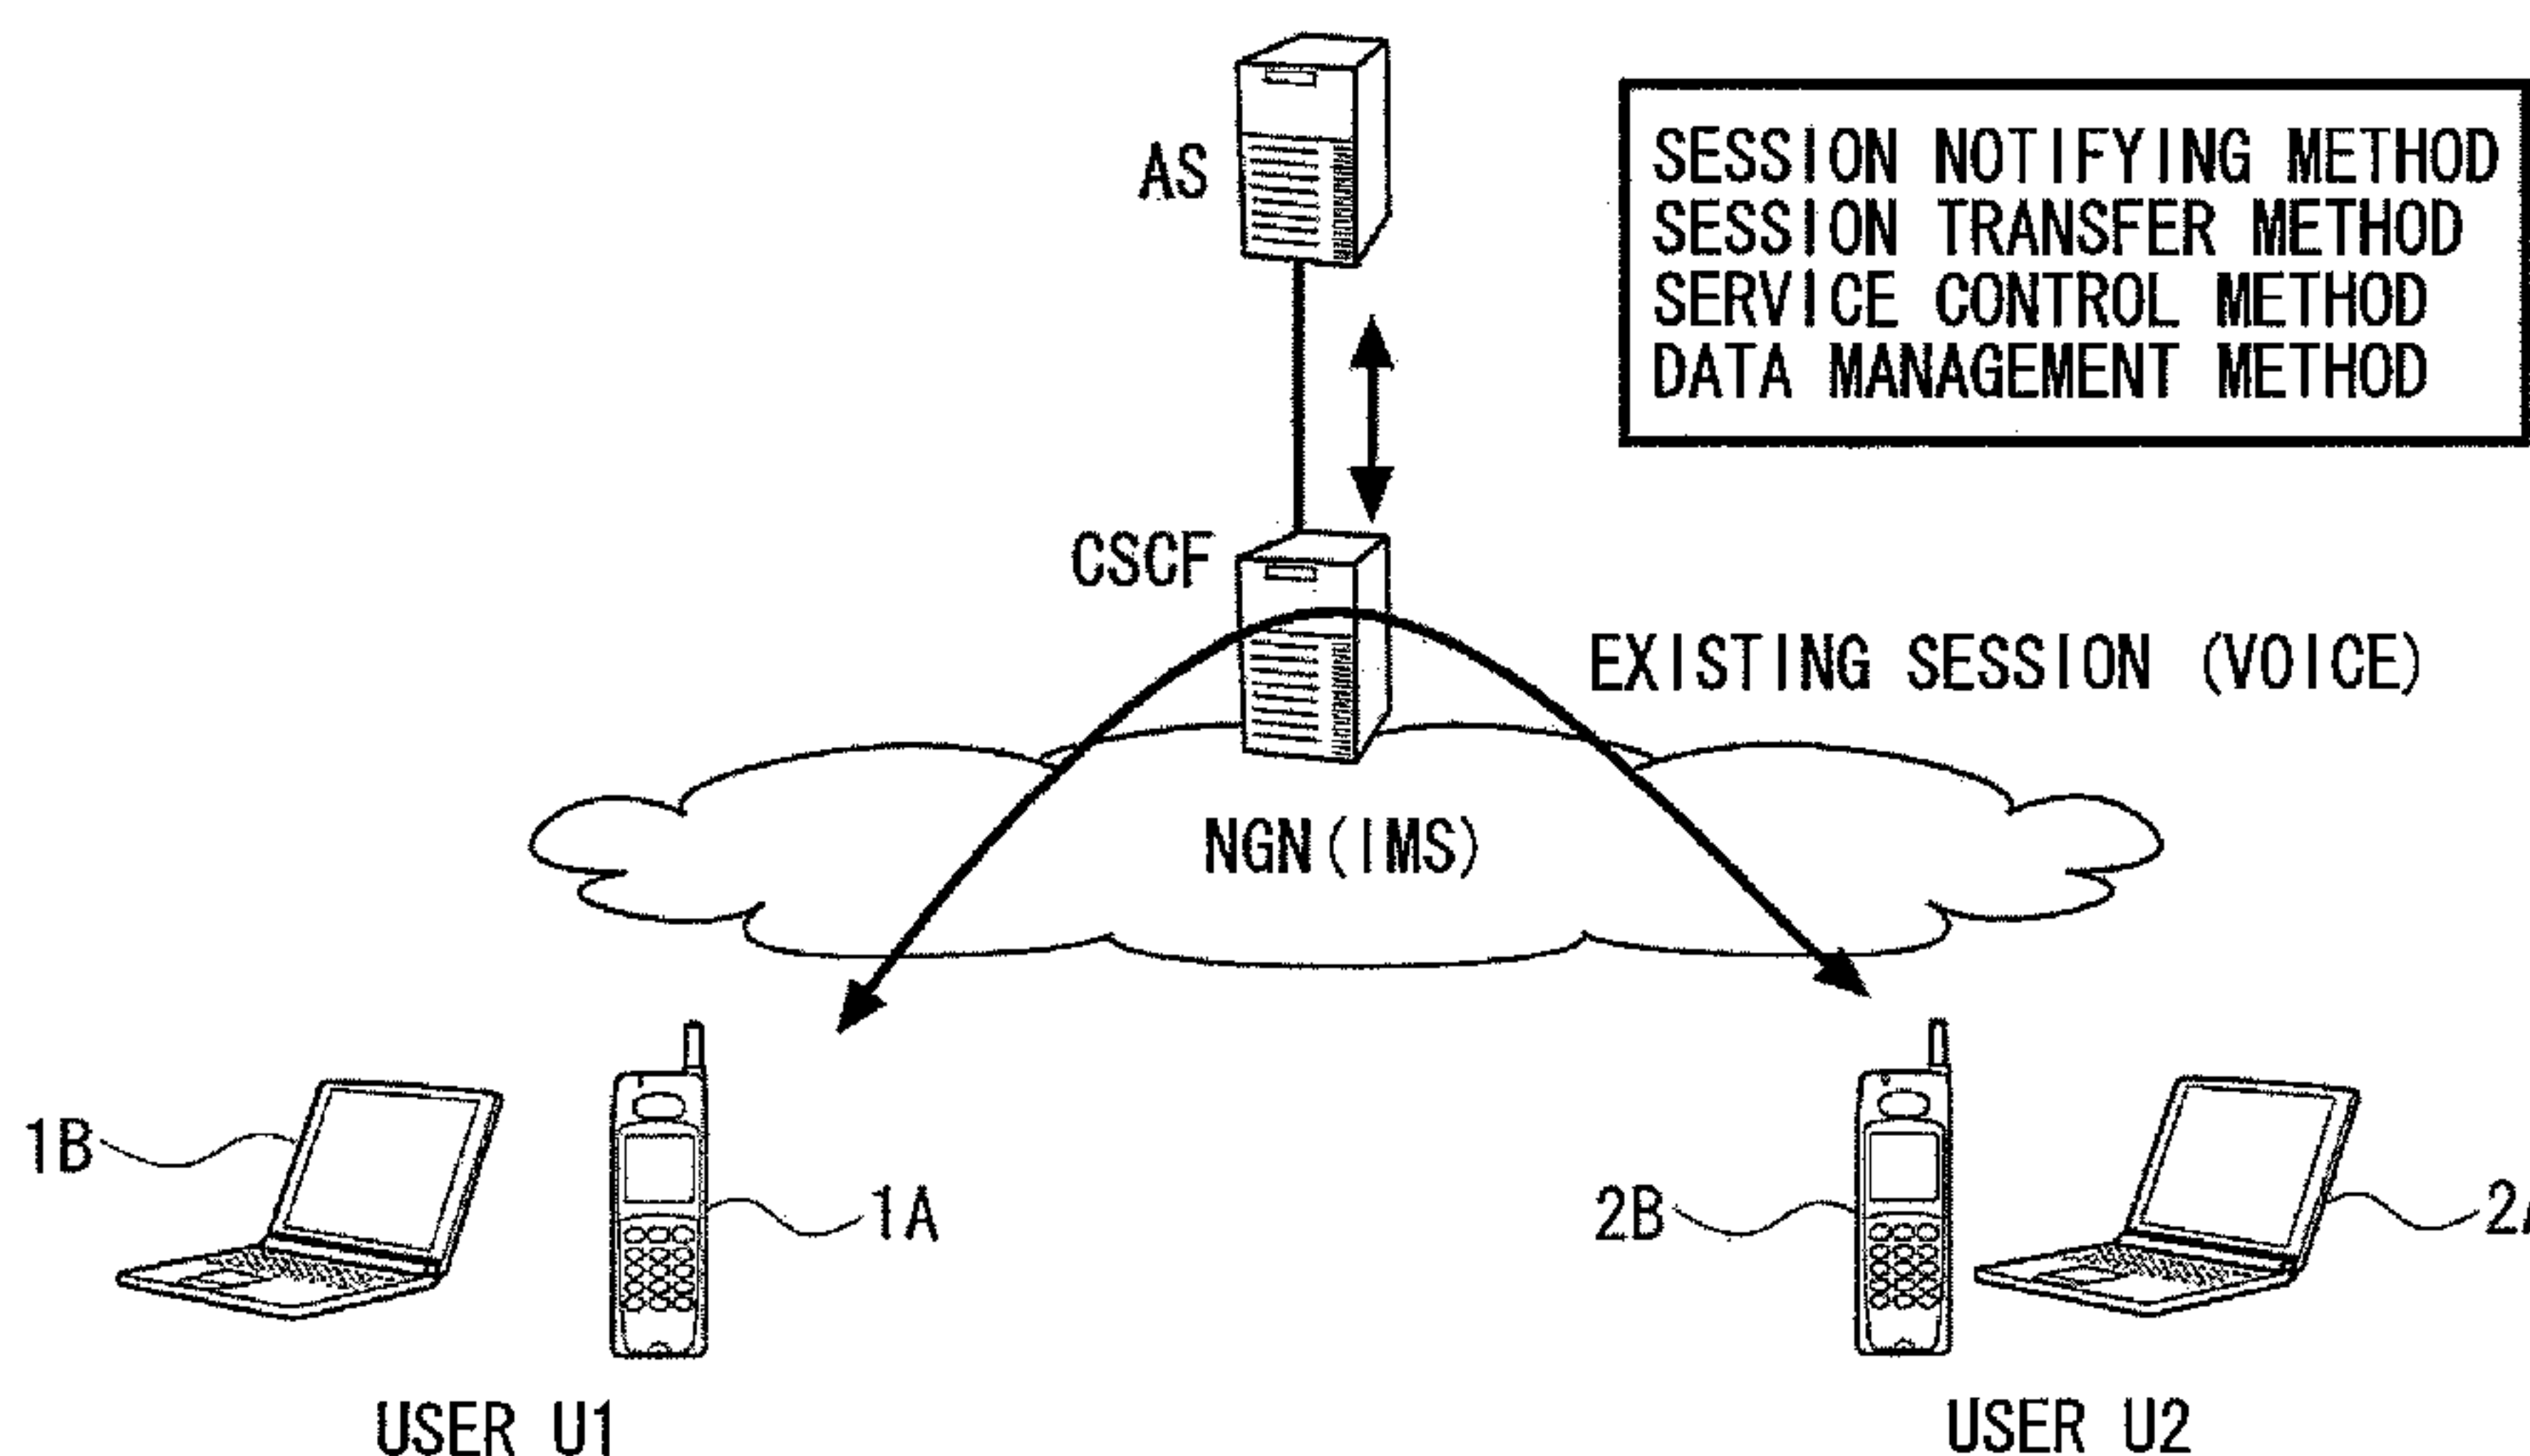 AS
SESSION NOTIFYING METHOD
SESSION TRANSFER METHOD
SERVICE CONTROL METHOD
DATA MANAGEMENT METHOD
CSCF
EXISTING SESSION (VOICE)
NGN(IMS)
1B
1A
2B
2A
USER U1
USER U2